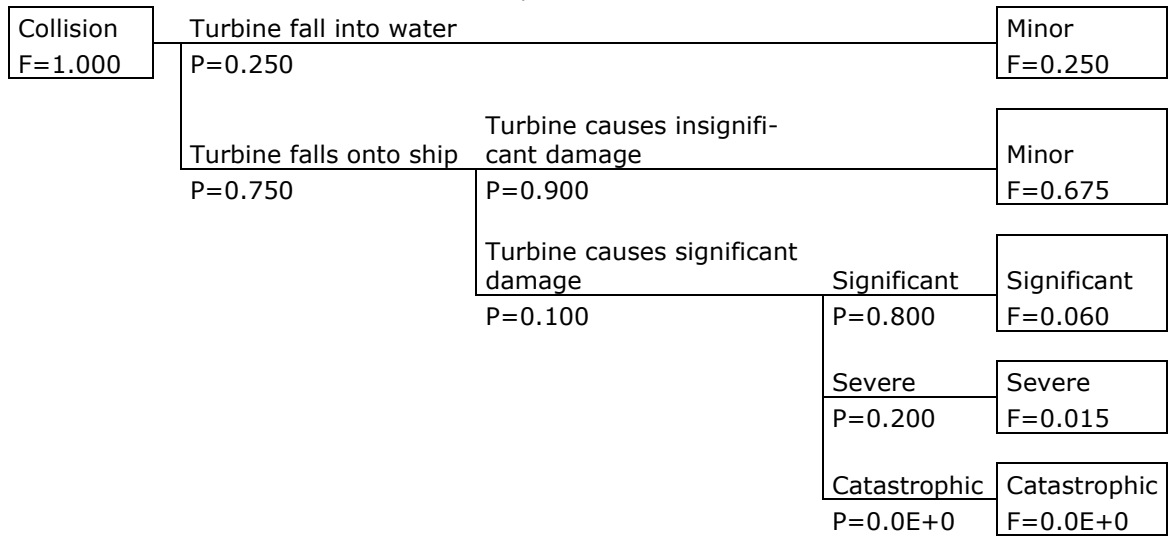 Collision Turbine fall into water Minor
F=1.000 P=0.250 F=0.250
Turbine causes insignifi-
Turbine falls onto ship cant damage Minor
P=0.750 P=0.900 F=0.675
Turbine causes significant
damage Significant Significant
P=0.100 P=0.800 F=0.060
Severe Severe
P=0.200 F=0.015
Catastrophic Catastrophic
P=0.0E+0 F=0.0E+0